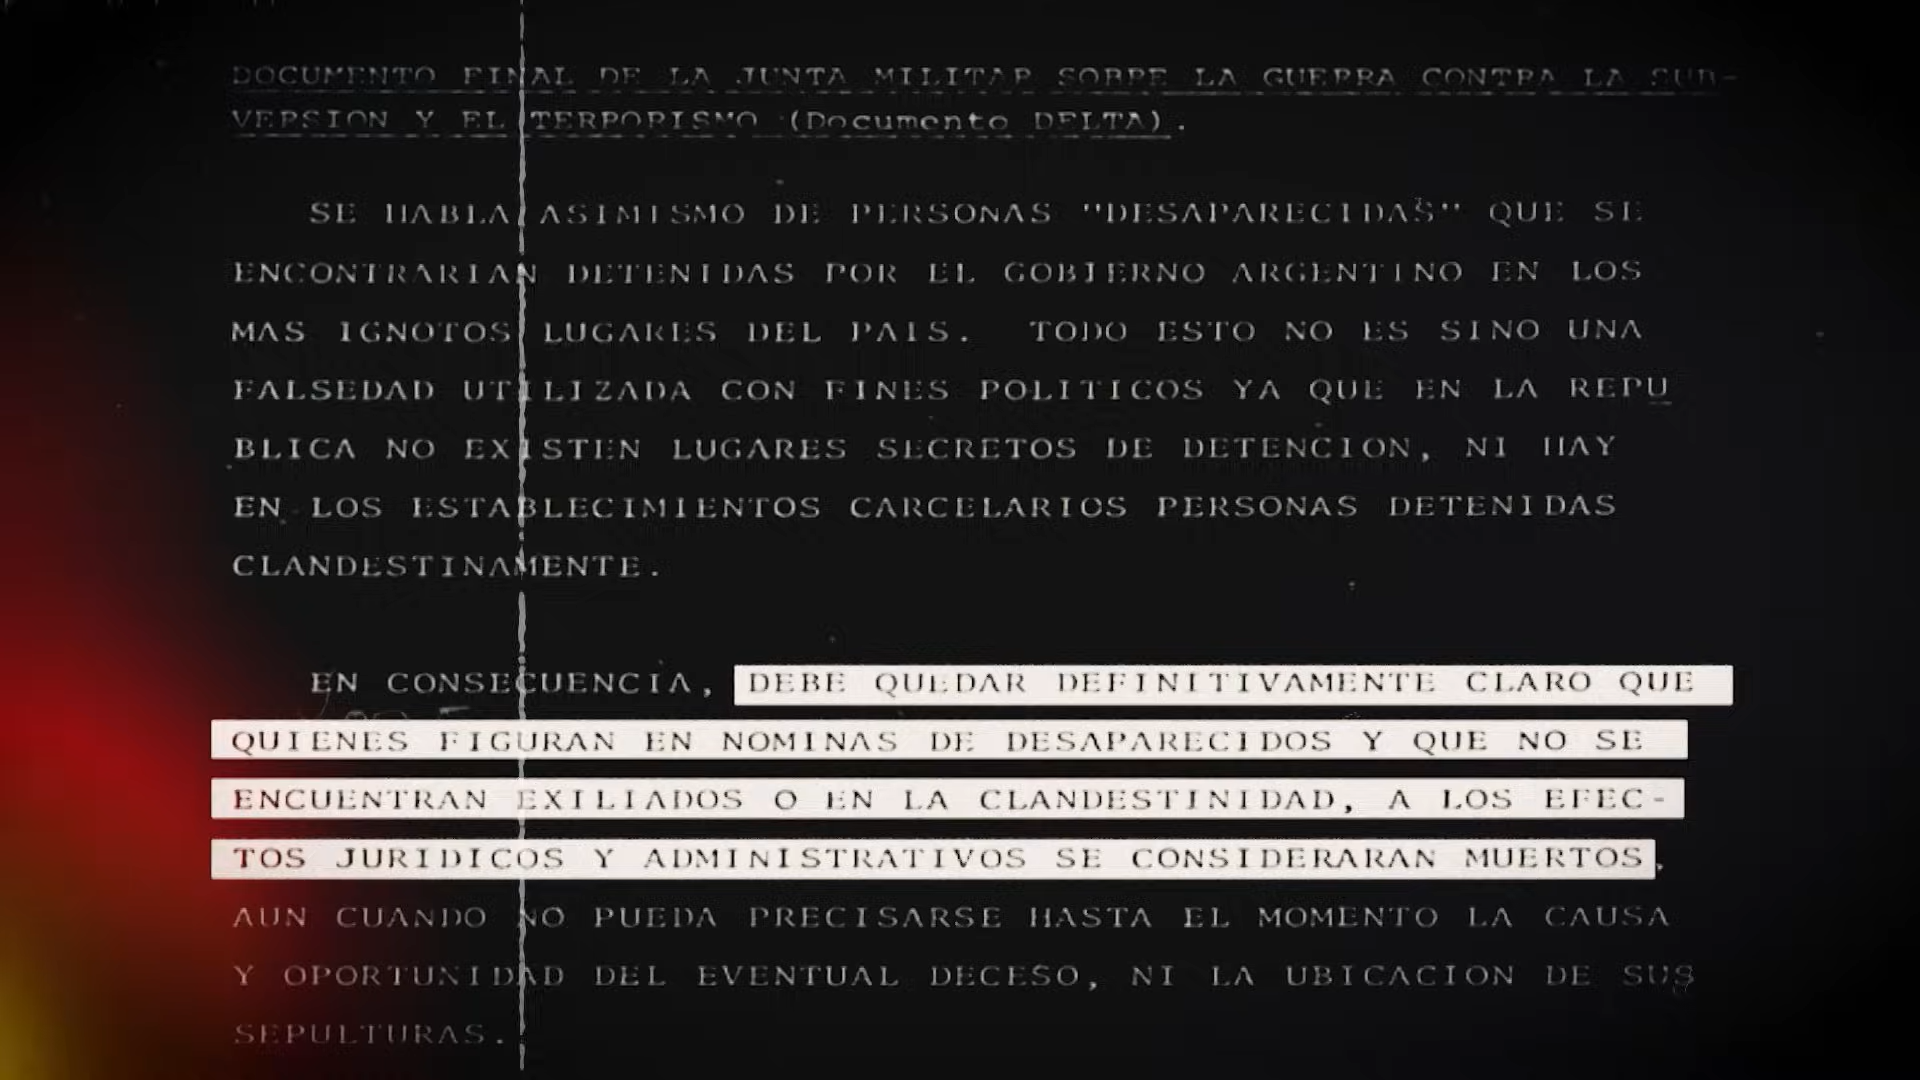 DOCUMENTO FINAL DE LA JUNTA MILITAR SOBRE LA GUERRA CONTRA LA SUB-
VERSION Y EL TERRORISMO (Documento DELTA).
SE HABLA ASIMISMO DE PERSONAS "DESAPARECIDAS" QUE SE
ENCONTRARIAN DETENIDAS POR EL GOBIERNO ARGENTINO EN LOS
MAS IGNOTOS LUGARES DEL PAIS. TODO ESTO NO ES SINO UNA
FALSEDAD UTILIZADA CON FINES POLITICOS YA QUE EN LA REPU
BLICA NO EXISTEN LUGARES SECRETOS DE DETENCION, NI HAY
EN LOS ESTABLECIMIENTOS CARCELARIOS PERSONAS DETENIDAS
CLANDESTINAMENTE.
EN CONSECUENCIA, DEBE QUEDAR DEFINITIVAMENTE CLARO QUE
QUIENES FIGURAN EN NOMINAS DE DESAPARECIDOS Y QUE NO SE
ENCUENTRAN EXILIADOS O EN LA CLANDESTINIDAD, A LOS EFEC-
TOS JURIDICOS Y ADMINISTRATIVOS SE CONSIDERARAN MUERTOS,
AUN CUANDO NO PUEDA PRECISARSE HASTA EL MOMENTO LA CAUSA
Y OPORTUNIDAD DEL EVENTUAL DECESO, NI LA UBICACION DE SUS
SEPULTURAS.